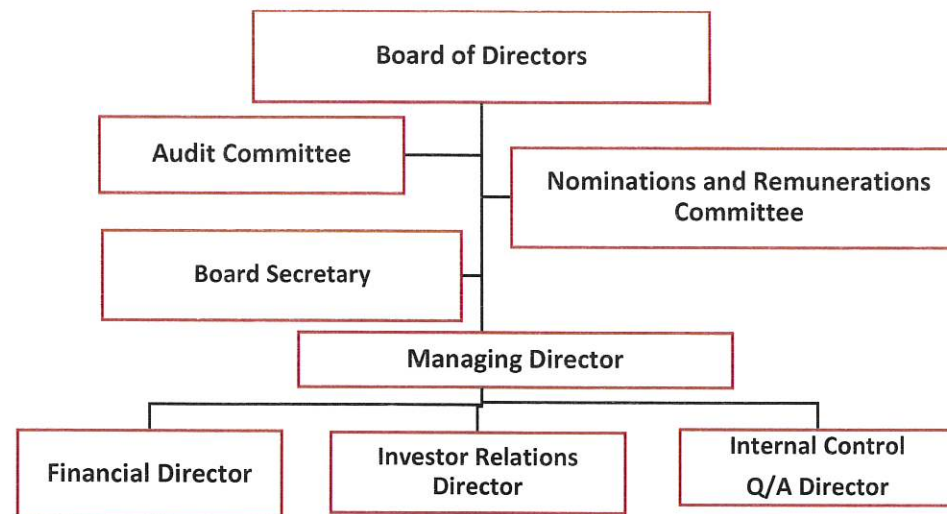 Board of Directors
Audit Committee
Nominations and Remunerations
Committee
Board Secretary
Managing Director
Financial Director
Investor Relations
Director
Internal Control
Q/A Director